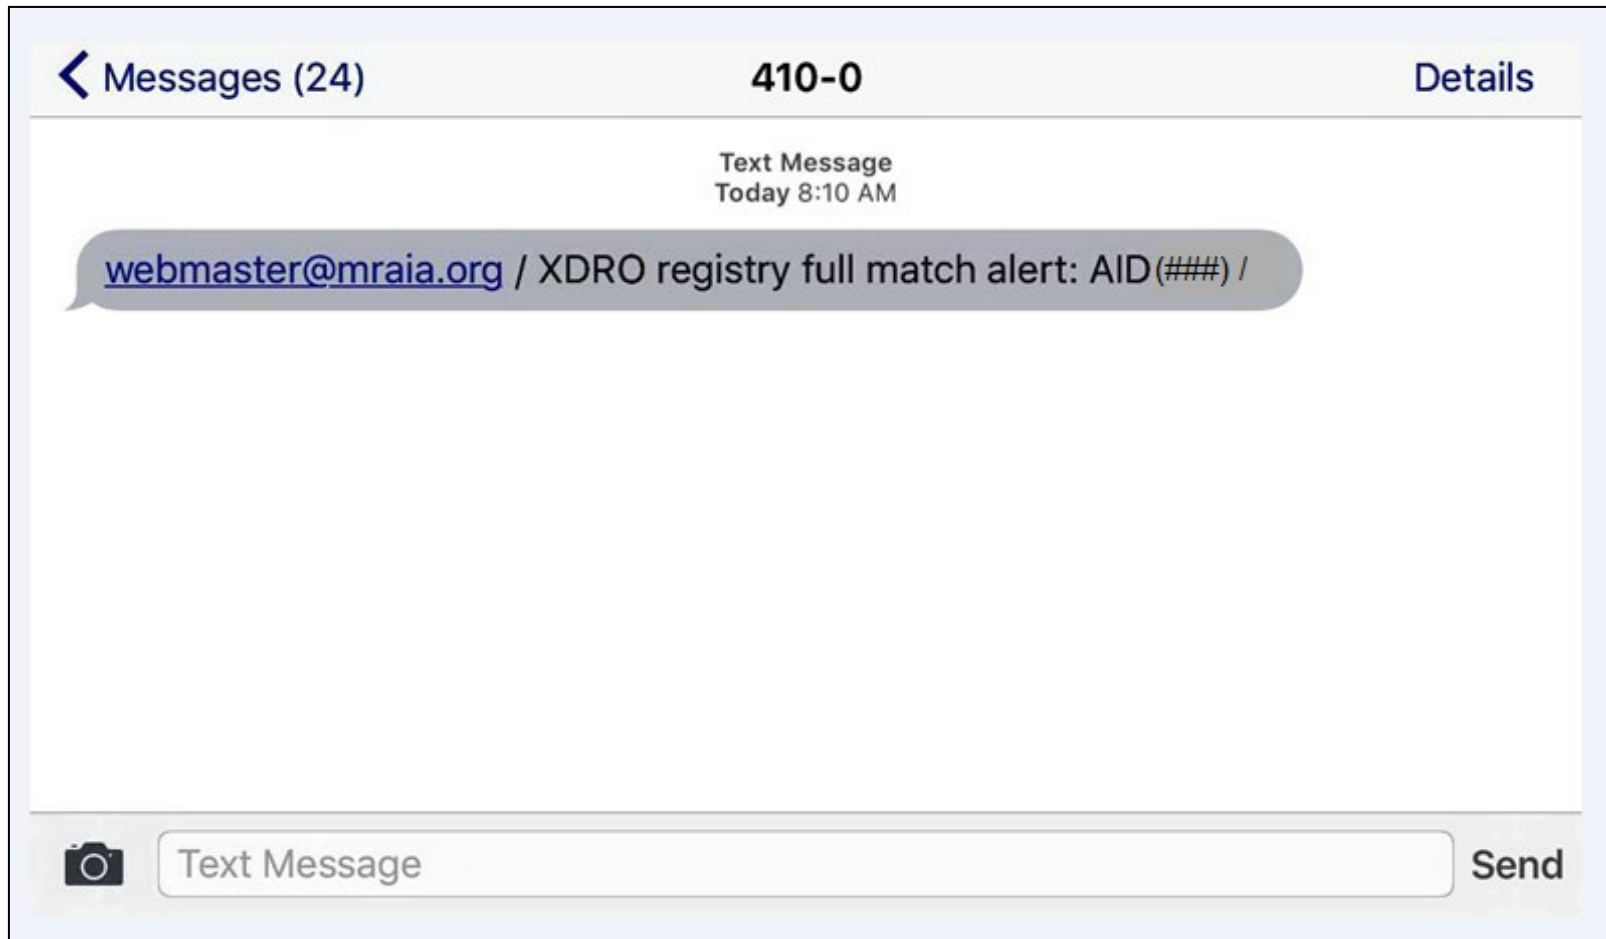 Messages (24)
410-0
Details
Text Message
Today 8:10 AM
webmaster@mraia.org / XDRO registry full match alert: AID(###) /
Text Message
Send